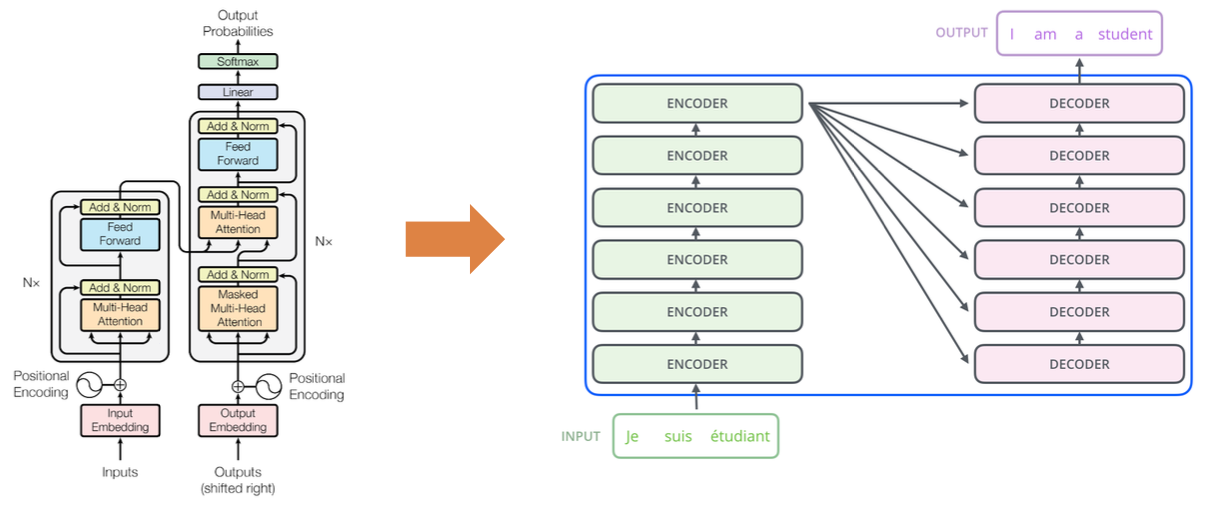 Output
Probabilities
Softmax
Linear
Add & Norm
Feed
Forward
Add & Norm
Multi-Head
Attention
Add & Norm
Masked
Multi-Head
Attention
N×
Add & Norm
Feed
Forward
Add & Norm
Multi-Head
Attention
N×
Positional
Encoding
Positional
Encoding
Input
Embedding
Output
Embedding
Inputs
Outputs
(shifted right)
OUTPUT I am a student
ENCODER
ENCODER
ENCODER
ENCODER
ENCODER
ENCODER
DECODER
DECODER
DECODER
DECODER
DECODER
DECODER
INPUT Je suis étudiant